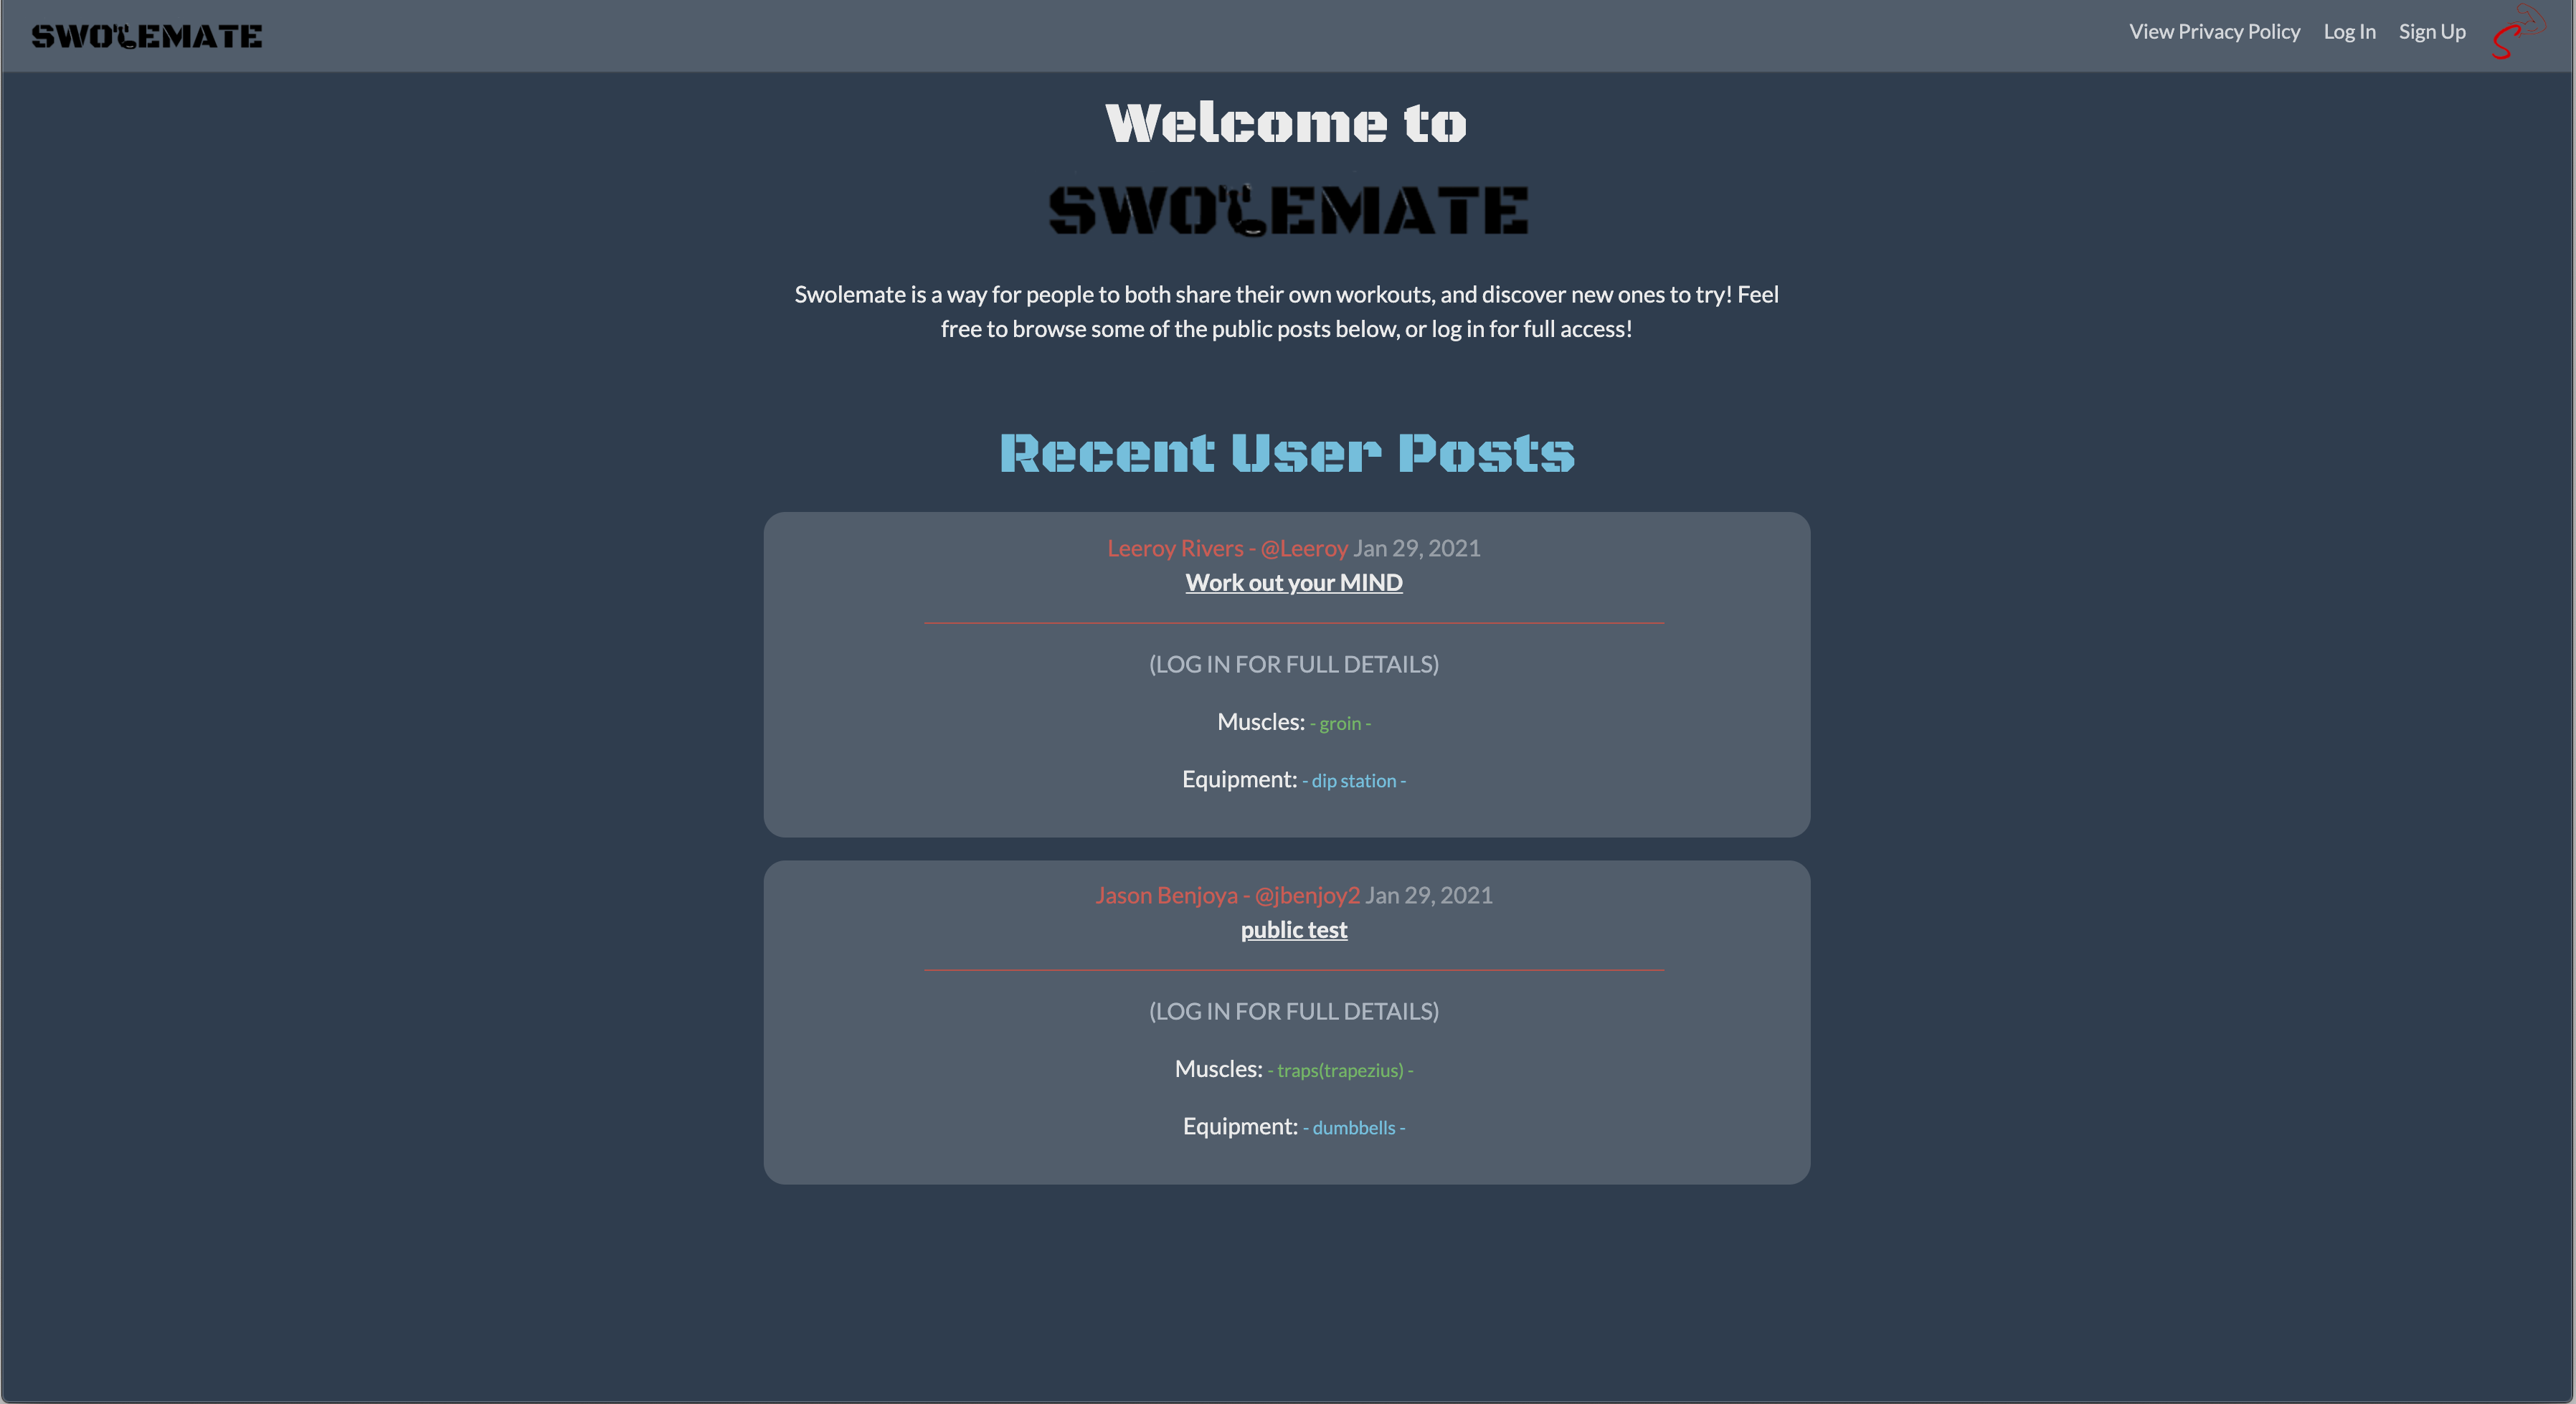 SWOLEMATE
View Privacy Policy Log In Sign Up
Welcome to
SWOLEMATE
Swolemate is a way for people to both share their own workouts, and discover new ones to try! Feel
free to browse some of the public posts below, or log in for full access!
Recent User Posts
Leeroy Rivers - @Leeroy Jan 29, 2021
Work out your MIND
(LOG IN FOR FULL DETAILS)
Muscles: - groin -
Equipment: - dip station -
Jason Benjoya - @jbenjoy2 Jan 29, 2021
public test
(LOG IN FOR FULL DETAILS)
Muscles: - traps(trapezius) -
Equipment: - dumbbells -